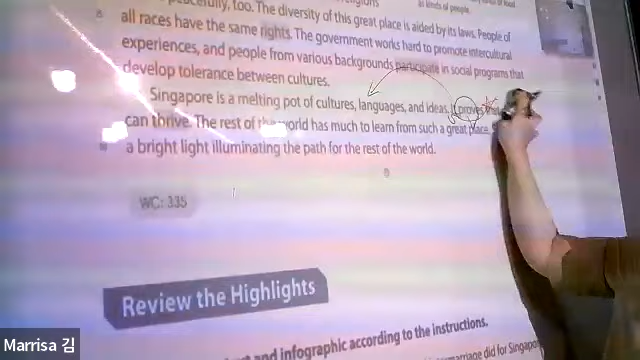 too. The diversity of this great place is aided by its laws. People of
all races have the same rights. The government works hard to promote intercultural
experiences, and people from various backgrounds participate in social programs that
develop tolerance between cultures.
Singapore is a melting pot of cultures, languages, and ideas. It proves
can thrive. The rest of the world has much to learn from such a great place.
a bright light illuminating the path for the rest of the world.
WC: 335
Review the Highlights
and infographic according to the instructions.
marriage did for Singapor
Marrisa 김